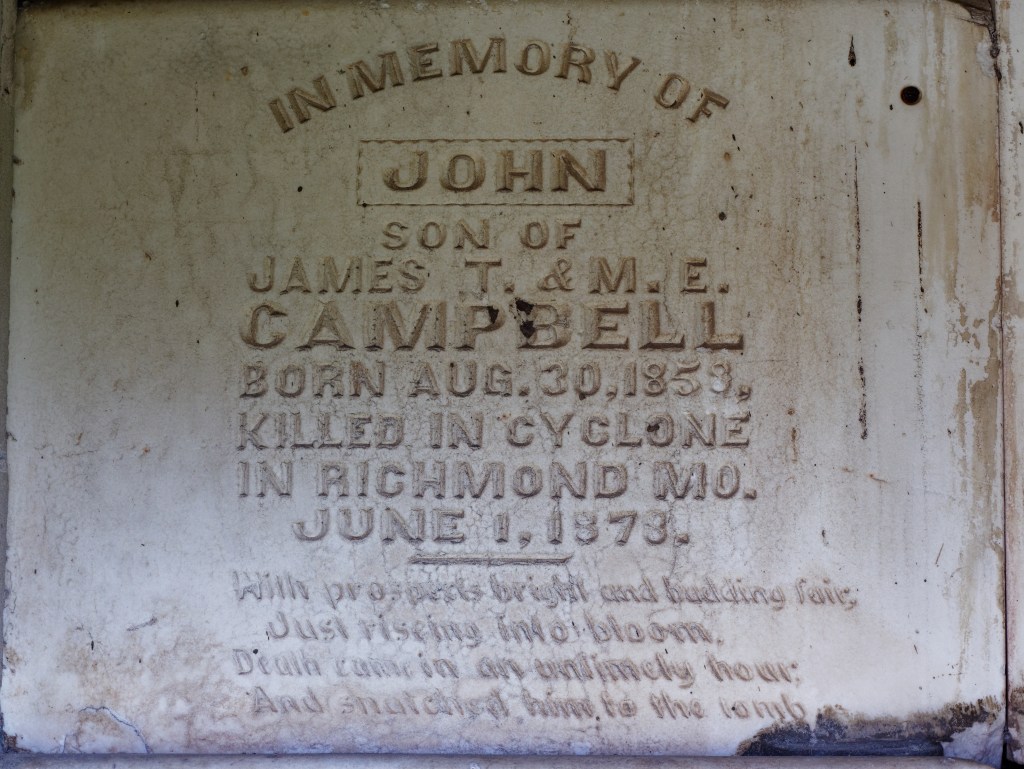 IN MEMORY OF
JOHN
SON OF
JAMES T. & M. E.
CAMPBELL
BORN AUG. 30, 1853,
KILLED IN CYCLONE
IN RICHMOND MO.
JUNE 1, 1878.
With prospects bright and budding fair,
Just riseing into bloom.
Death came in an untimely hour;
And snatched him to the tomb